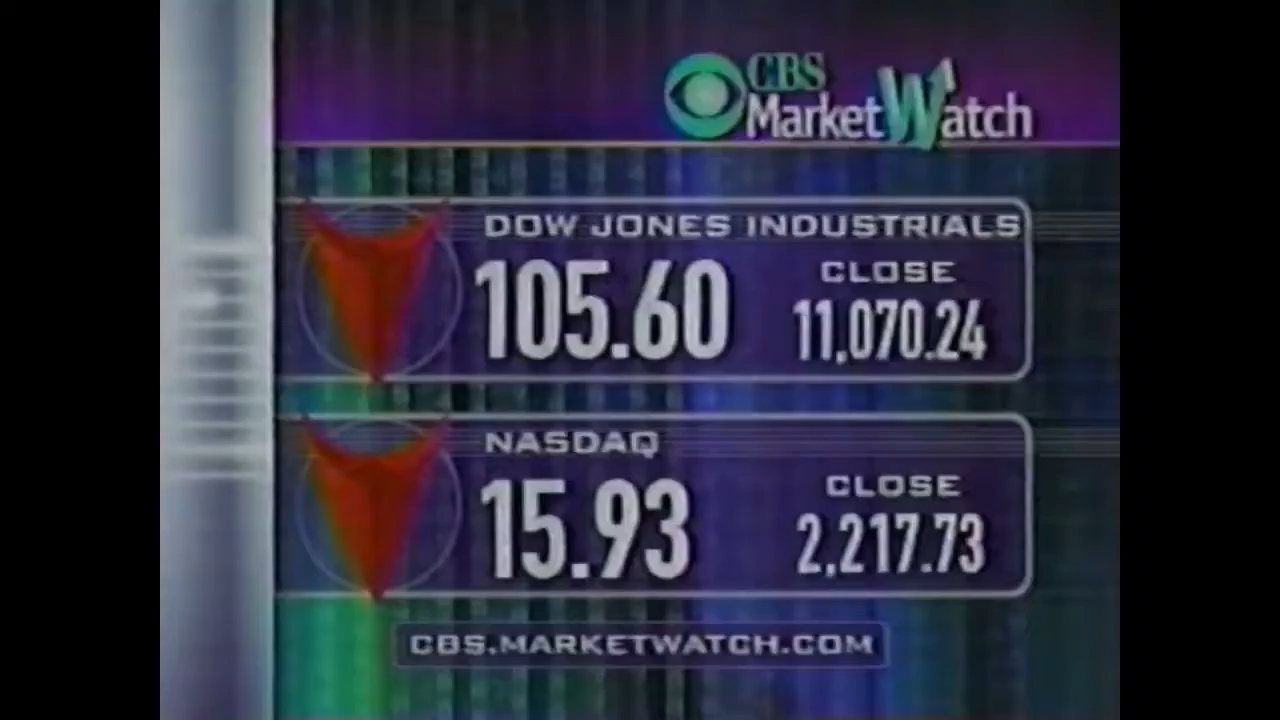 CBS
MarketWatch
DOW JONES INDUSTRIALS
105.60
CLOSE
11,070.24
NASDAQ
15.93
CLOSE
2,217.73
CBS.MARKETWATCH.COM